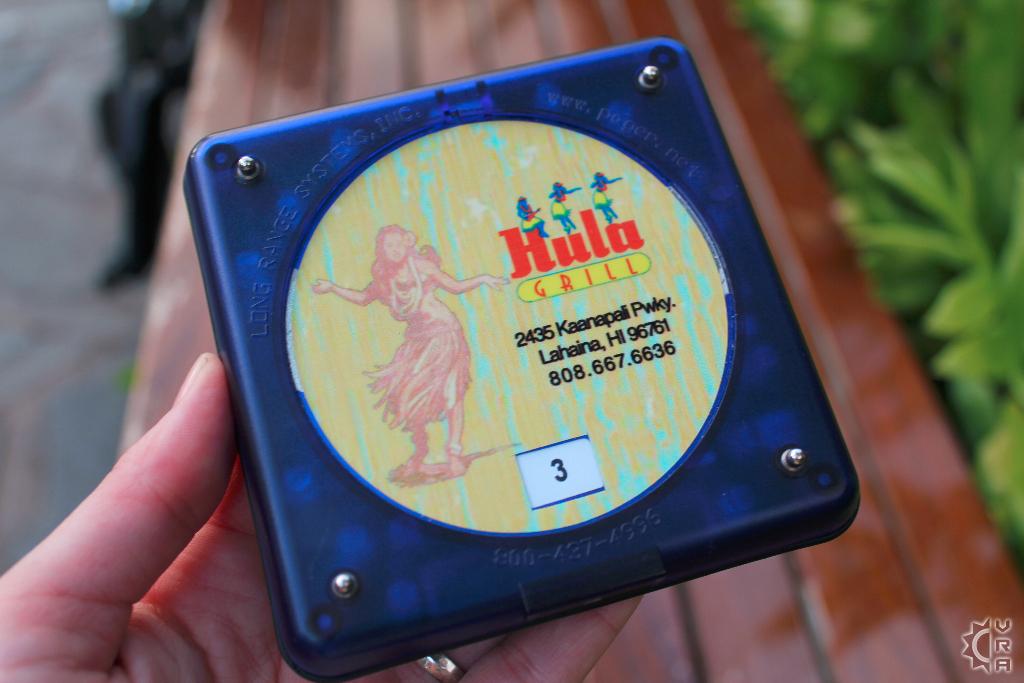 LONG RANGE SYSTEMS, INC.
www.pager.net
Hula
GRILL
2435 Kaanapali Pwky.
Lahaina, HI 96761
808.667.6636
3
800-437-4996
VRA